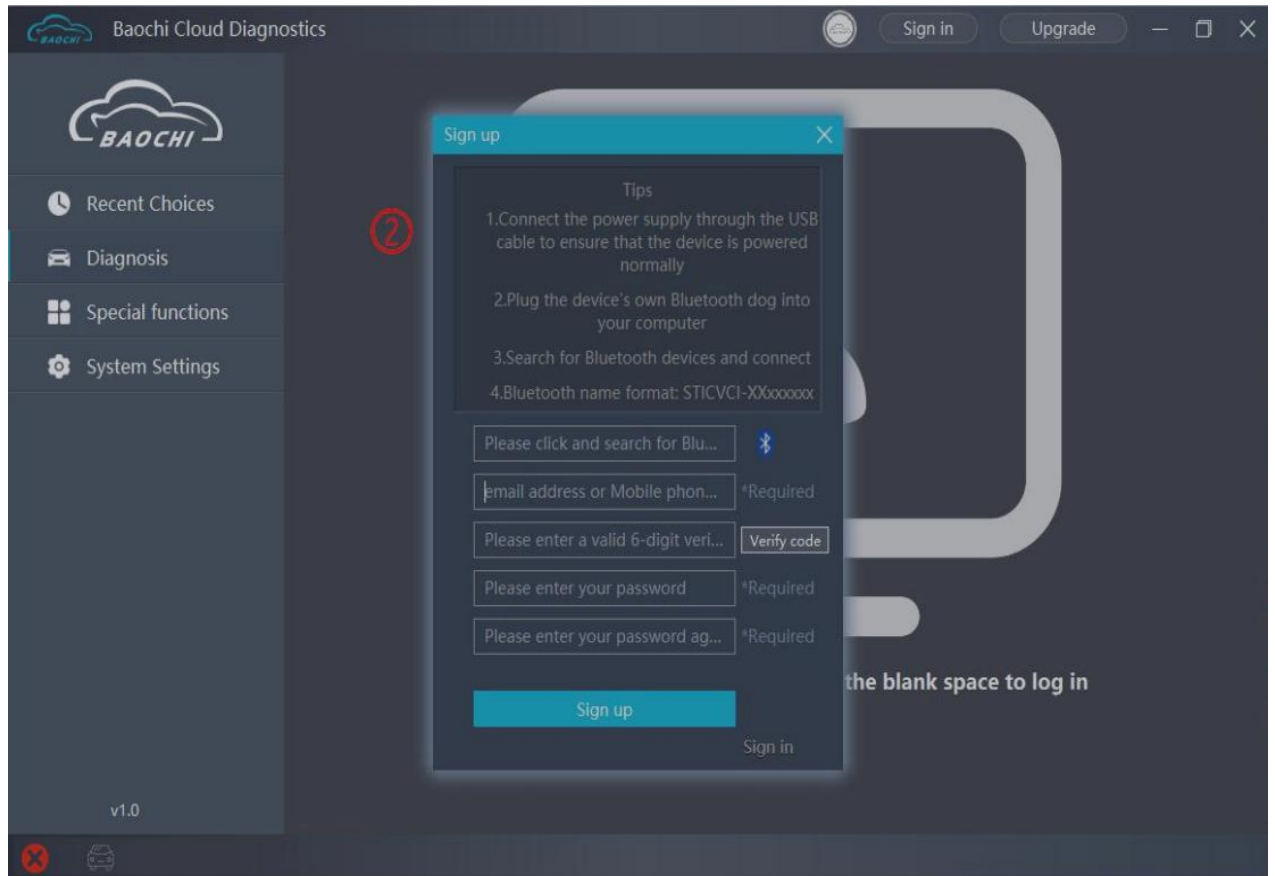 BAOCHI
Baochi Cloud Diagnostics
Sign in
Upgrade
BAOCHI
Recent Choices
Diagnosis
Special functions
System Settings
v1.0
②
Sign up
Tips
1.Connect the power supply through the USB
cable to ensure that the device is powered
normally
2.Plug the device's own Bluetooth dog into
your computer
3.Search for Bluetooth devices and connect
4.Bluetooth name format: STICVCI-XXxxxxxx
Please click and search for Blu...
email address or Mobile phon...
*Required
Please enter a valid 6-digit veri...
Verify code
Please enter your password
*Required
Please enter your password ag...
*Required
Sign up
Sign in
the blank space to log in